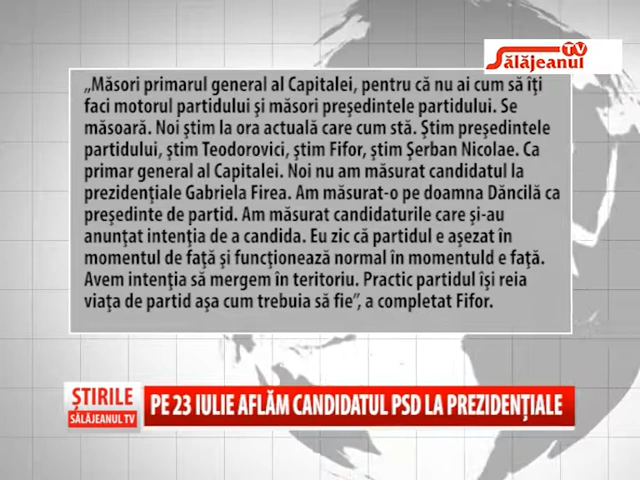 Sălăjeanul TV
„Măsori primarul general al Capitalei, pentru că nu ai cum să îți
faci motorul partidului și măsori președintele partidului. Se
măsoară. Noi știm la ora actuală care cum stă. Știm președintele
partidului, știm Teodorovici, știm Fifor, știm Șerban Nicolae. Ca
primar general al Capitalei. Noi nu am măsurat candidatul la
prezidențiale Gabriela Firea. Am măsurat-o pe doamna Dăncilă ca
președinte de partid. Am măsurat candidaturile care și-au
anunțat intenția de a candida. Eu zic că partidul e așezat în
momentul de față și funcționează normal în momentuld e față.
Avem intenția să mergem în teritoriu. Practic partidul își reia
viața de partid așa cum trebuia să fie”, a completat Fifor.
ȘTIRILE
SĂLĂJEANUL TV
PE 23 IULIE AFLĂM CANDIDATUL PSD LA PREZIDENȚIALE